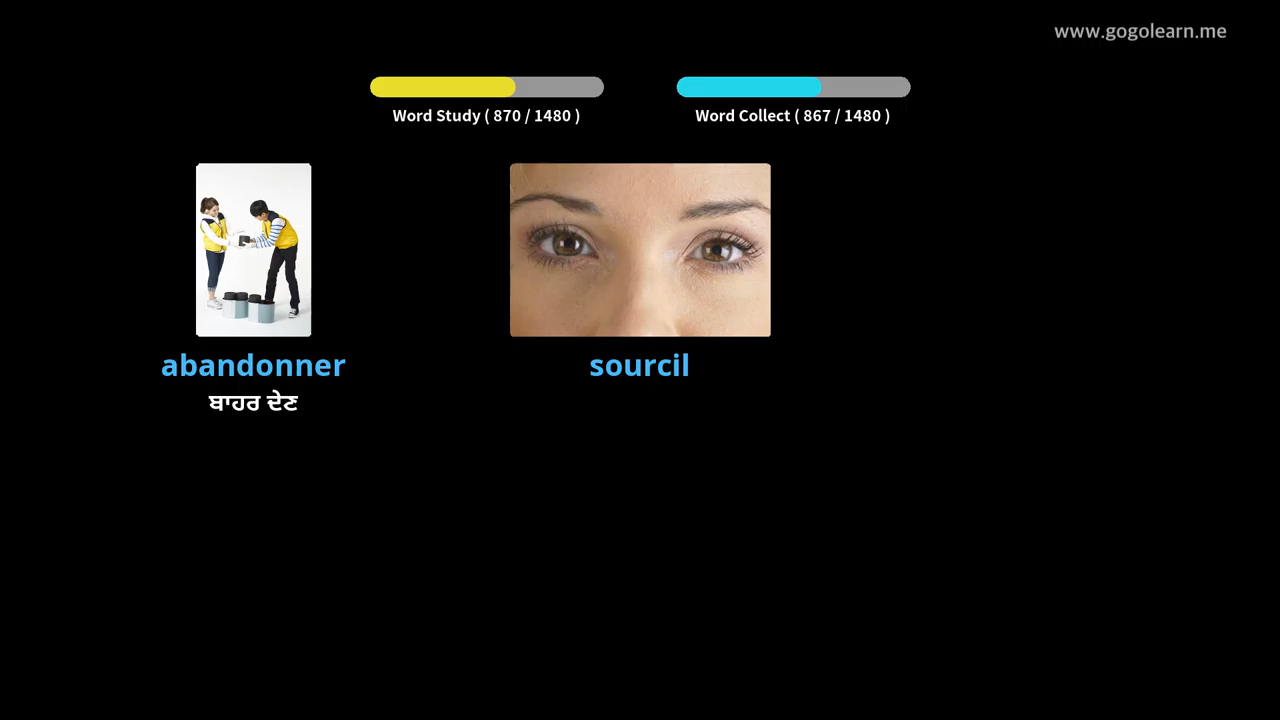 www.gogolearn.me
Word Study ( 870 / 1480 )
Word Collect ( 867 / 1480 )
abandonner
ਬਾਹਰ ਦੇਣ
sourcil